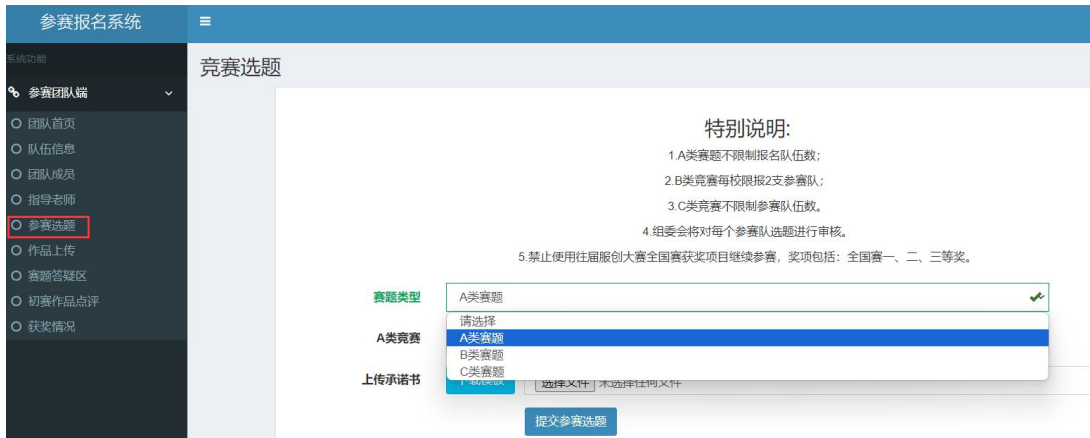 参赛报名系统
系统功能
参赛团队端
团队首页
队伍信息
团队成员
指导老师
参赛选题
作品上传
赛题答疑区
初赛作品点评
获奖情况
竞赛选题
特别说明:
1.A类赛题不限制报名队伍数;
2.B类竞赛每校限报2支参赛队;
3.C类竞赛不限制参赛队伍数。
4.组委会将对每个参赛队选题进行审核。
5.禁止使用往届服创大赛全国赛获奖项目继续参赛，奖项包括：全国赛一、二、三等奖。
赛题类型 A类赛题
请选择
A类竞赛 A类赛题
B类赛题
C类赛题
上传承诺书 下载模板 选择文件 未选择任何文件
提交参赛选题